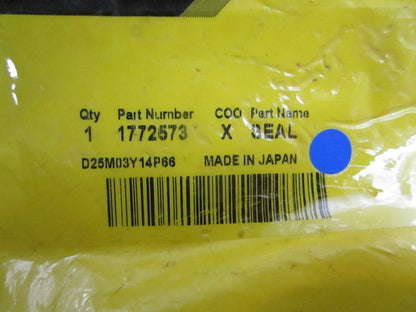 Qty Part Number COO Part Name
1 1772573 X SEAL
D25M03Y14P66 MADE IN JAPAN